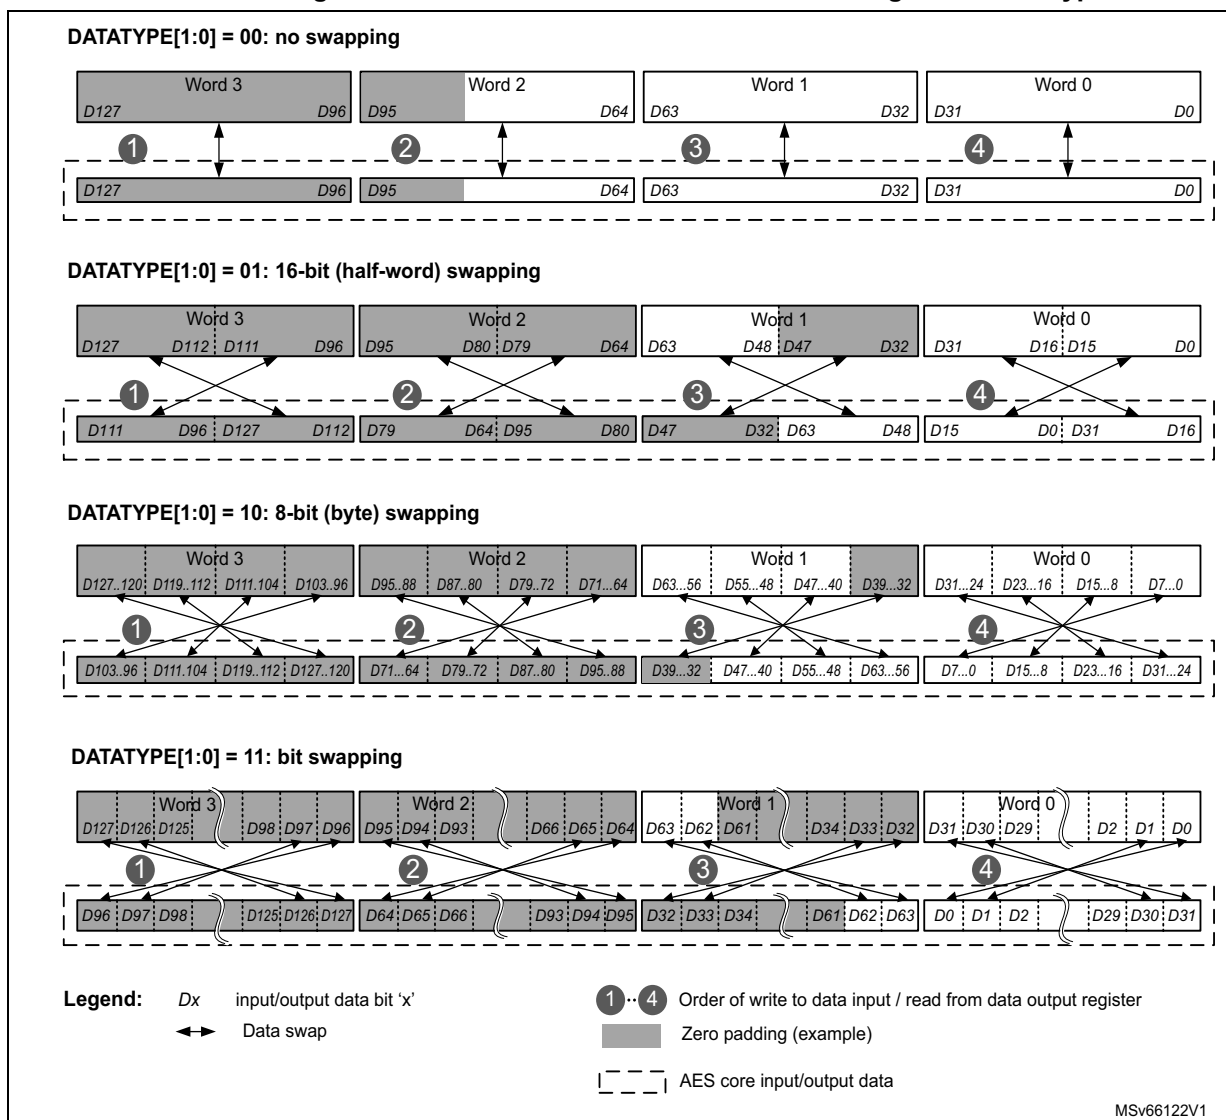 DATATYPE[1:0] = 00: no swapping
Word 3 Word 2 Word 1 Word 0
D127 D96 D95 D64 D63 D32 D31 D0
1 2 3 4
D127 D96 D95 D64 D63 D32 D31 D0
DATATYPE[1:0] = 01: 16-bit (half-word) swapping
Word 3 Word 2 Word 1 Word 0
D127 D112 D111 D96 D95 D80 D79 D64 D63 D48 D47 D32 D31 D16 D15 D0
1 2 3 4
D111 D96 D127 D112 D79 D64 D95 D80 D47 D32 D63 D48 D15 D0 D31 D16
DATATYPE[1:0] = 10: 8-bit (byte) swapping
Word 3 Word 2 Word 1 Word 0
D127..120 D119..112 D111.104 D103..96 D95..88 D87..80 D79..72 D71...64 D63...56 D55...48 D47...40 D39...32 D31...24 D23...16 D15...8 D7...0
1 2 3 4
D103..96 D111.104 D119..112 D127..120 D71...64 D79..72 D87..80 D95..88 D39...32 D47...40 D55...48 D63...56 D7...0 D15...8 D23...16 D31...24
DATATYPE[1:0] = 11: bit swapping
Word 3 Word 2 Word 1 Word 0
D127 D126 D125 D98 D97 D96 D95 D94 D93 D66 D65 D64 D63 D62 D61 D34 D33 D32 D31 D30 D29 D2 D1 D0
1 2 3 4
D96 D97 D98 D125 D126 D127 D64 D65 D66 D93 D94 D95 D32 D33 D34 D61 D62 D63 D0 D1 D2 D29 D30 D31
Legend: Dx input/output data bit ‘x’ 1 ·· 4 Order of write to data input / read from data output register
Data swap Zero padding (example)
AES core input/output data
MSv66122V1